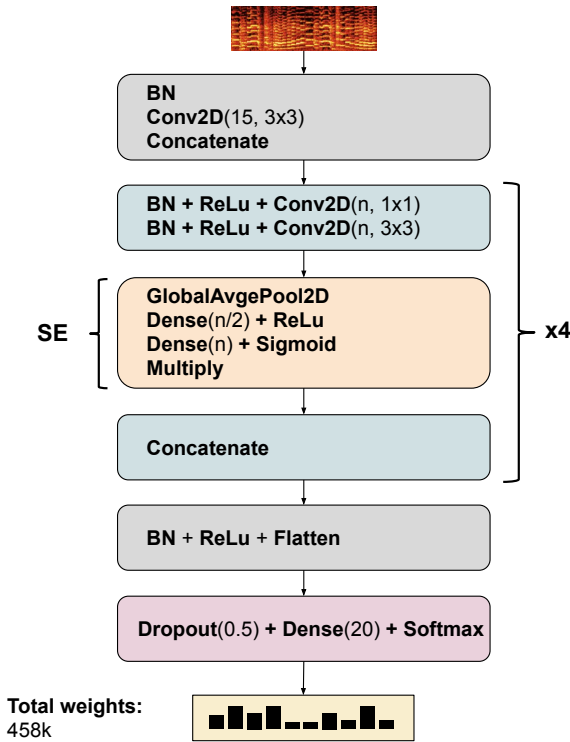 BN
Conv2D(15, 3x3)
Concatenate
BN + ReLu + Conv2D(n, 1x1)
BN + ReLu + Conv2D(n, 3x3)
SE
GlobalAvgePool2D
Dense(n/2) + ReLu
Dense(n) + Sigmoid
Multiply
x4
Concatenate
BN + ReLu + Flatten
Dropout(0.5) + Dense(20) + Softmax
Total weights:
458k